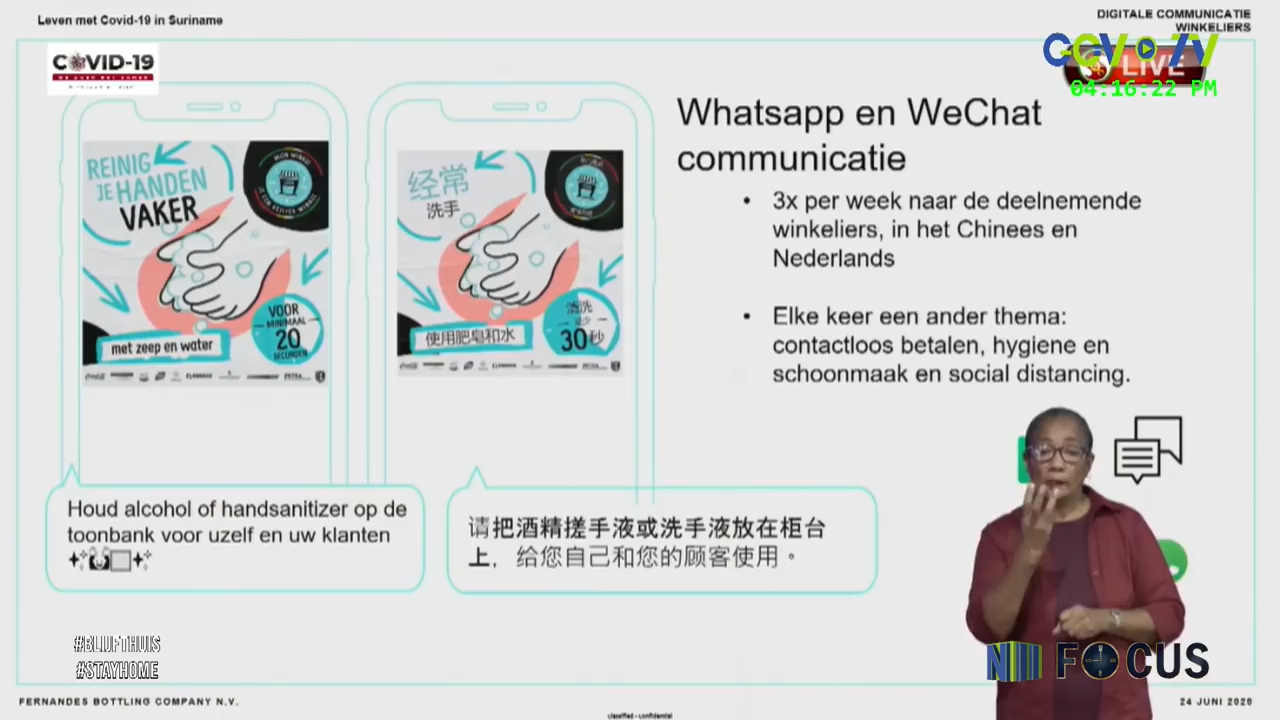 Leven met Covid-19 in Suriname
DIGITALE COMMUNICATIE
WINKELIERS
COVID-19
LIVE
04:16:22 PM
REINIG
JE HANDEN
VAKER
VOOR
MINIMAAL
20
SECONDEN
met zeep en water
经常
洗手
清洗
至少
30秒
使用肥皂和水
Whatsapp en WeChat
communicatie
• 3x per week naar de deelnemende
winkeliers, in het Chinees en
Nederlands
• Elke keer een ander thema:
contactloos betalen, hygiene en
schoonmaak en social distancing.
Houd alcohol of handsanitizer op de
toonbank voor uzelf en uw klanten
请把酒精搓手液或洗手液放在柜台
上，给您自己和您的顾客使用。
#BLIJFTHUIS
#STAYHOME
FOCUS
FERNANDES BOTTLING COMPANY N.V.
classified - confidential
24 JUNI 2020